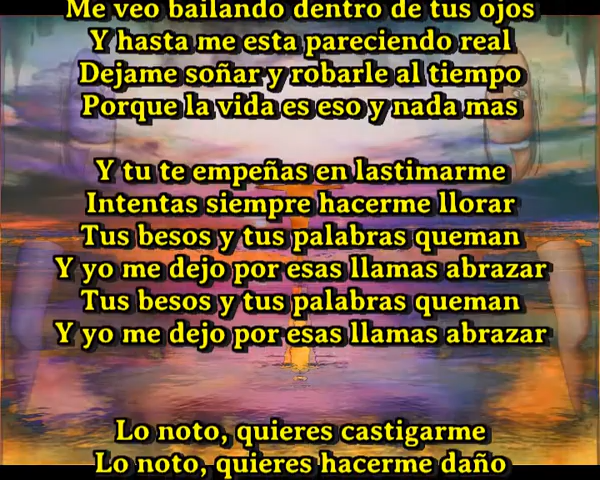 Me veo bailando dentro de tus ojos
Y hasta me esta pareciendo real
Dejame soñar y robarle al tiempo
Porque la vida es eso y nada mas
Y tu te empeñas en lastimarme
Intentas siempre hacerme llorar
Tus besos y tus palabras queman
Y yo me dejo por esas llamas abrazar
Tus besos y tus palabras queman
Y yo me dejo por esas llamas abrazar
Lo noto, quieres castigarme
Lo noto, quieres hacerme daño